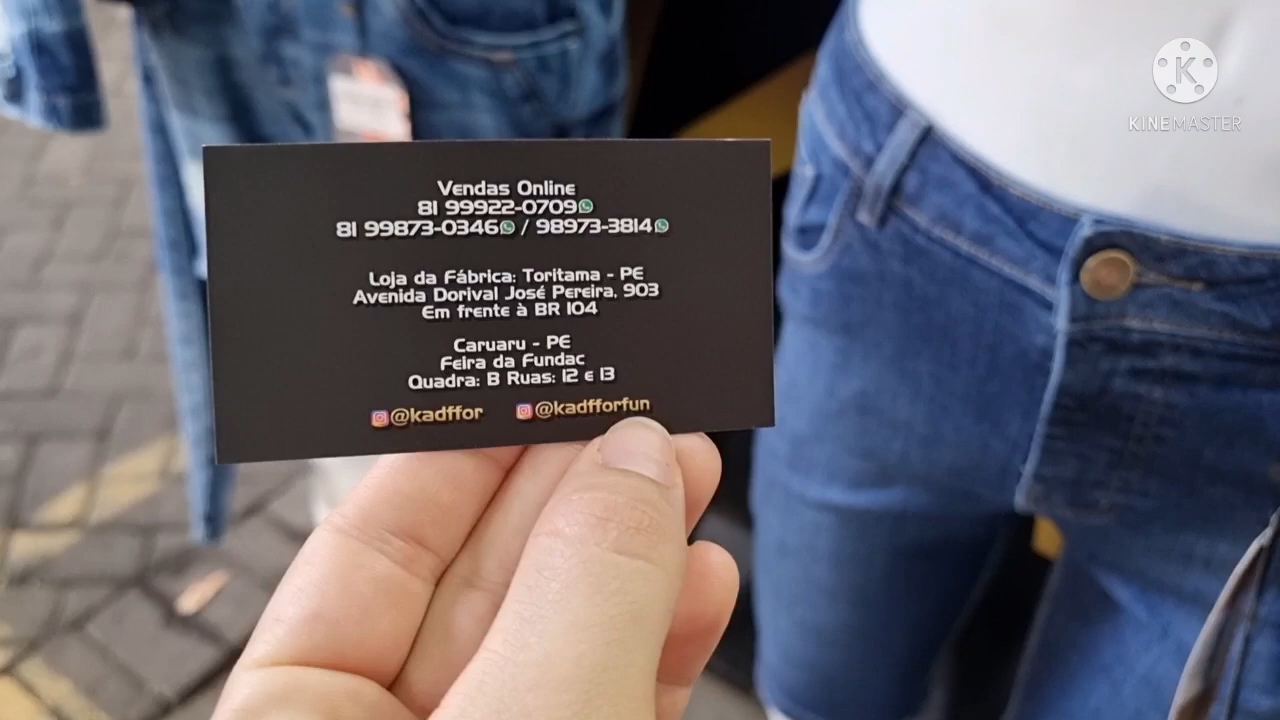 Vendas Online
81 99922-0709
81 99873-0346 / 98973-3814
Loja da Fábrica: Toritama - PE
Avenida Dorival José Pereira, 903
Em frente à BR 104
Caruaru - PE
Feira da Fundac
Quadra: B Ruas: 12 e 13
@kadffor @kadfforfun
K
KINEMASTER